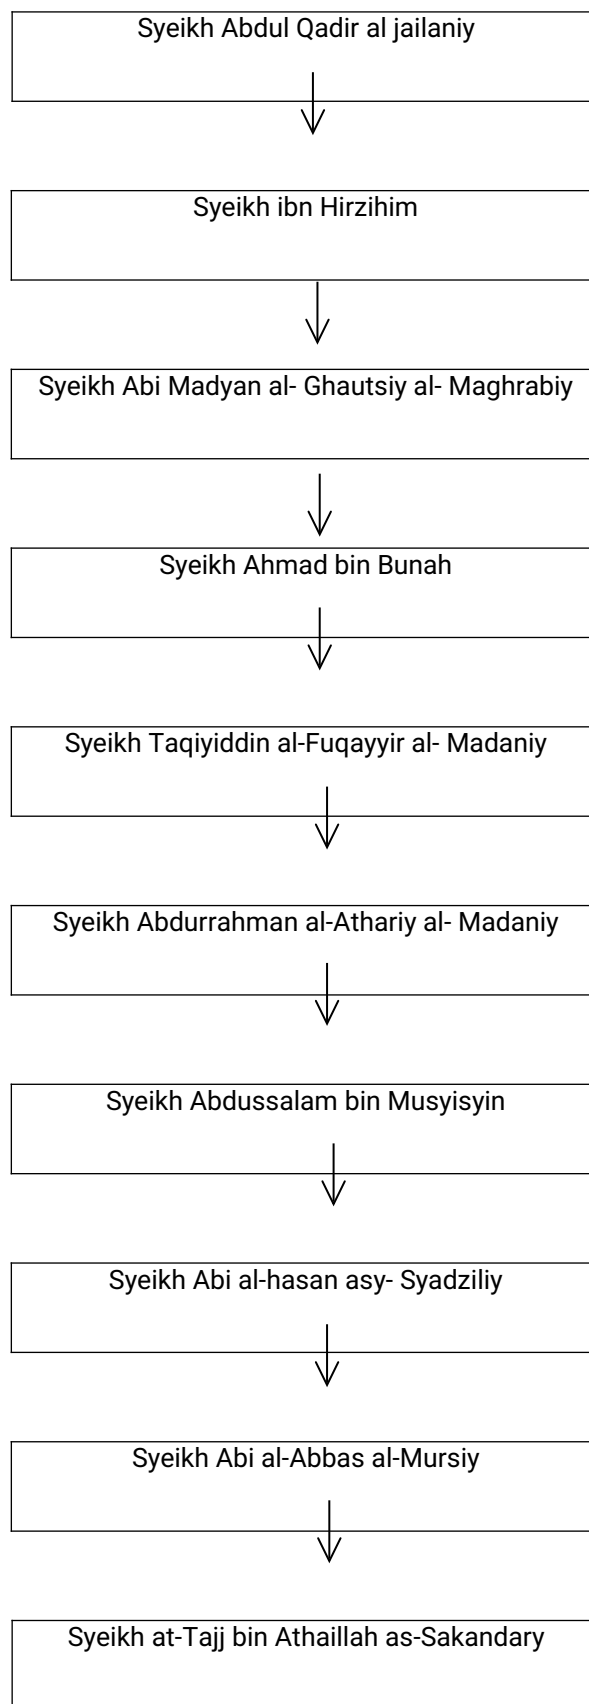 Syeikh Abdul Qadir al jailaniy
Syeikh ibn Hirzihim
Syeikh Abi Madyan al- Ghautsiy al- Maghrabiy
Syeikh Ahmad bin Bunah
Syeikh Taqiyiddin al-Fuqayyir al- Madaniy
Syeikh Abdurrahman al-Athariy al- Madaniy
Syeikh Abdussalam bin Musyisyin
Syeikh Abi al-hasan asy- Syadziliy
Syeikh Abi al-Abbas al-Mursiy
Syeikh at-Tajj bin Athaillah as-Sakandary